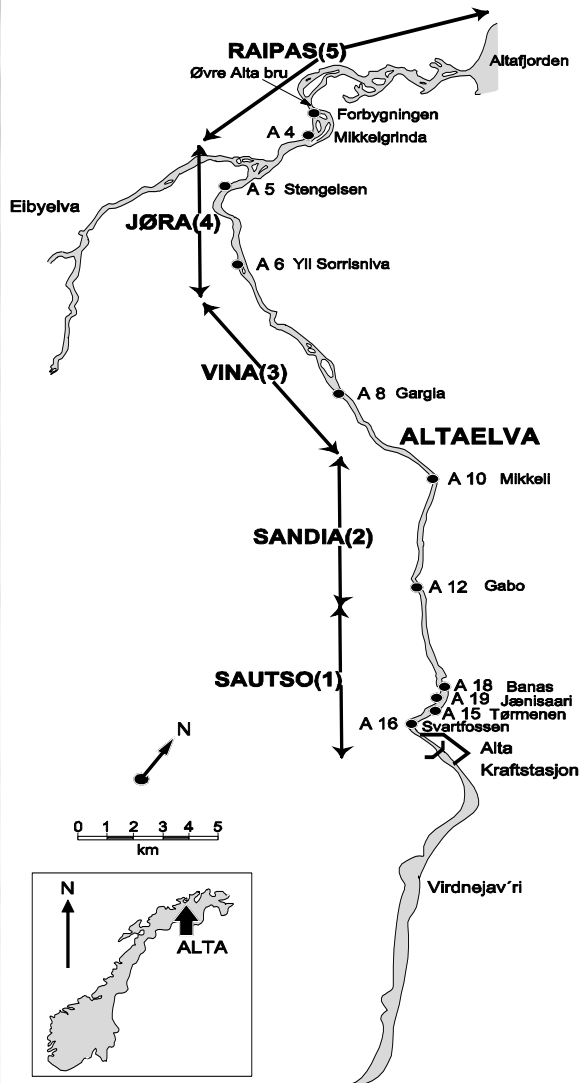 RAIPAS(5)
Altafjorden
Øvre Alta bru
Forbygningen
A 4 Mikkelgrinda
A 5 Stengelsen
Eibyelva
JØRA(4)
A 6 Yll Sorrisniva
VINA(3)
A 8 Gargia
ALTAELVA
A 10 Mikkeli
SANDIA(2)
A 12 Gabo
SAUTSO(1)
A 18 Banas
A 19 Jænisaari
A 15 Tørmenen
A 16 Svartfossen
N
Alta
Kraftstasjon
0 1 2 3 4 5
km
Virdnejav´ri
N
ALTA